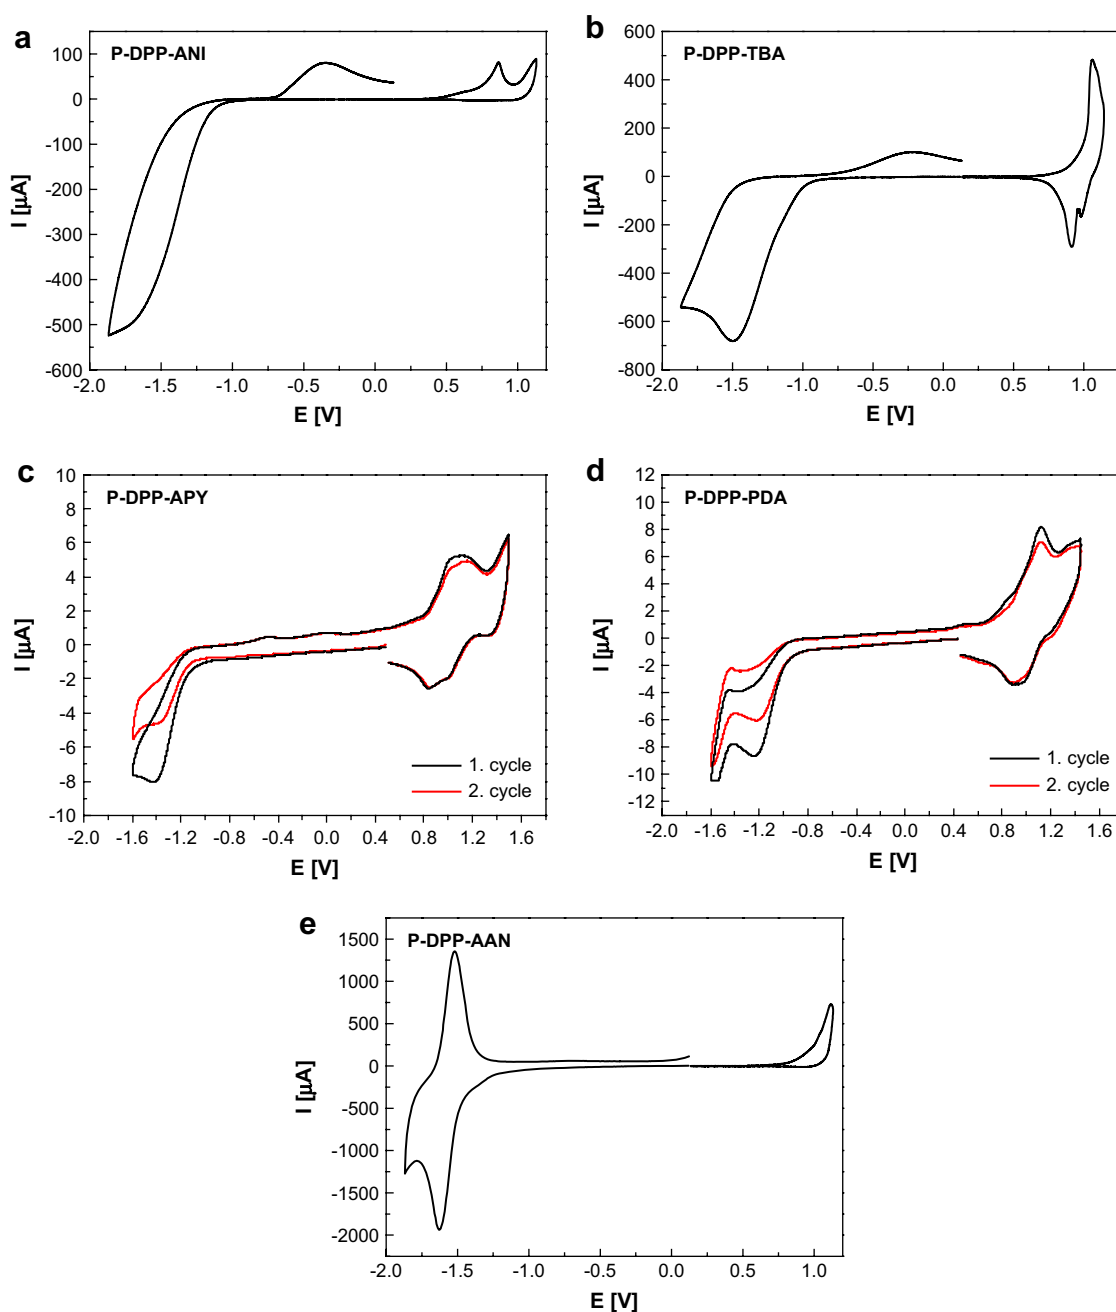 a
P-DPP-ANI
100
0
-100
-200
-300
-400
-500
-600
I [µA]
-2.0 -1.5 -1.0 -0.5 0.0 0.5 1.0
E [V]
b
P-DPP-TBA
600
400
200
0
-200
-400
-600
-800
I [µA]
-2.0 -1.5 -1.0 -0.5 0.0 0.5 1.0
E [V]
c
P-DPP-APY
10
8
6
4
2
0
-2
-4
-6
-8
-10
I [µA]
1. cycle
2. cycle
-2.0 -1.6 -1.2 -0.8 -0.4 0.0 0.4 0.8 1.2 1.6
E [V]
d
P-DPP-PDA
12
10
8
6
4
2
0
-2
-4
-6
-8
-10
-12
I [µA]
1. cycle
2. cycle
-2.0 -1.6 -1.2 -0.8 -0.4 0.0 0.4 0.8 1.2 1.6
E [V]
e
P-DPP-AAN
1500
1000
500
0
-500
-1000
-1500
-2000
I [µA]
-2.0 -1.5 -1.0 -0.5 0.0 0.5 1.0
E [V]